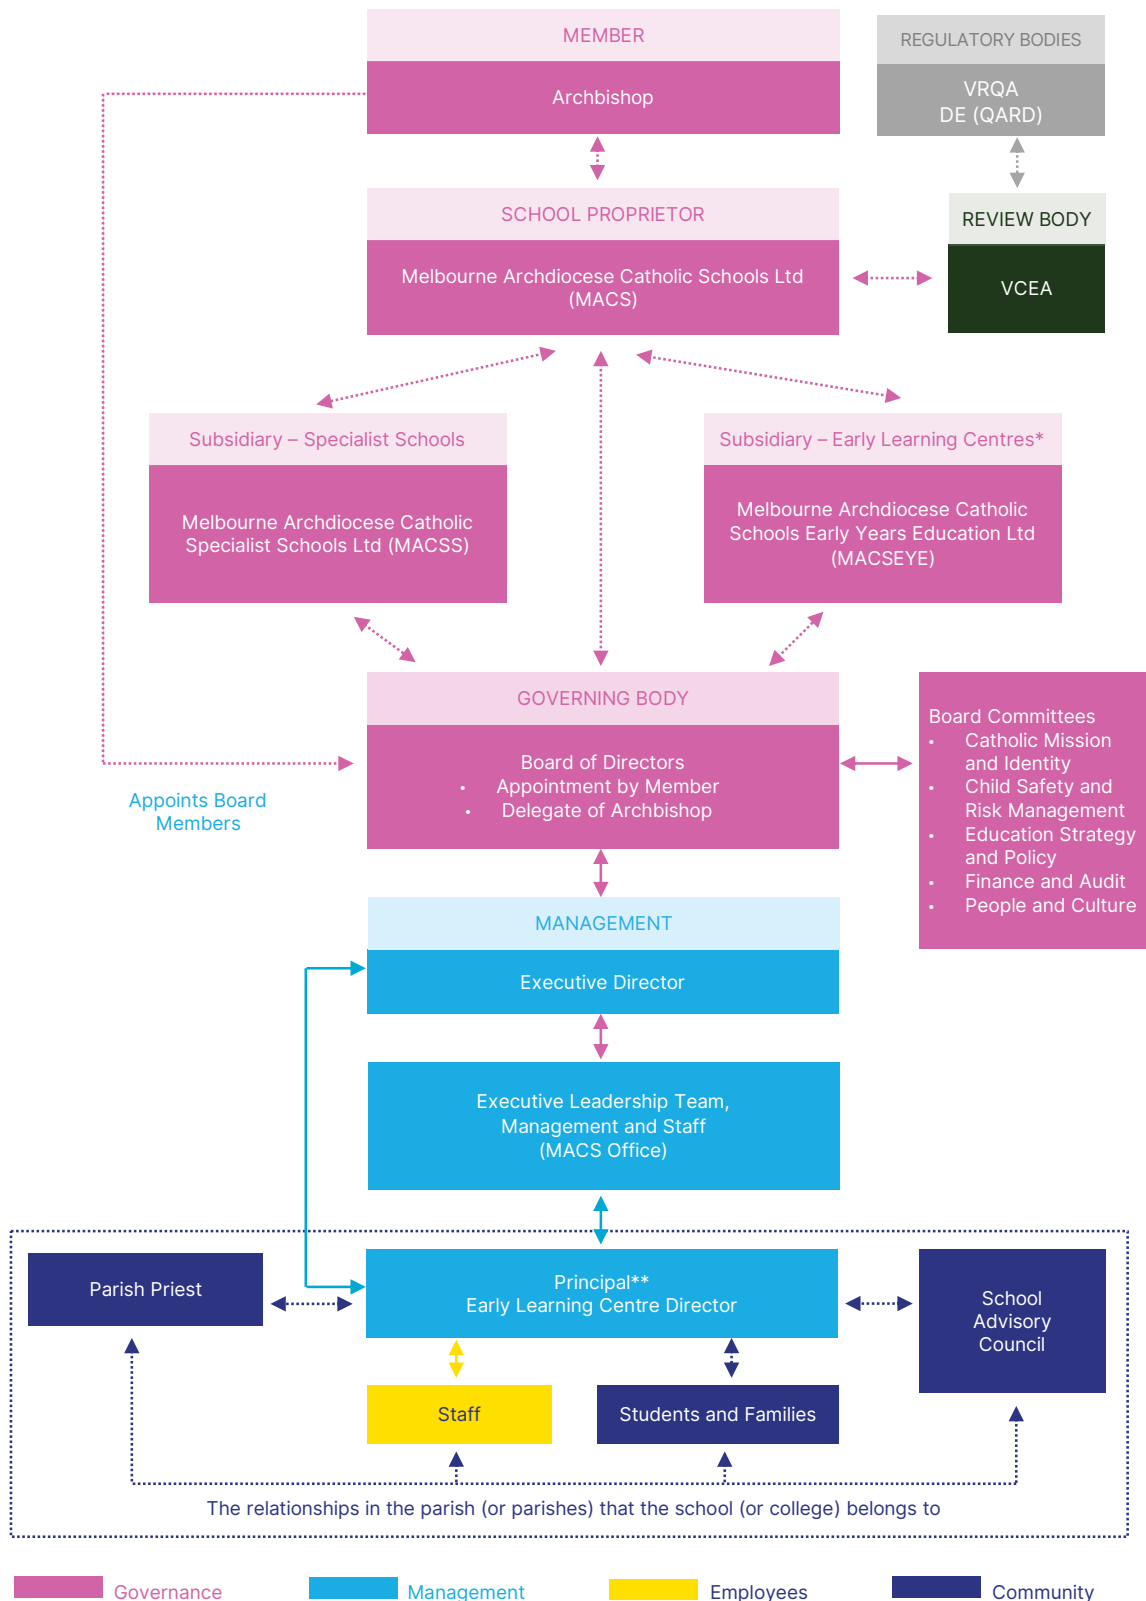 MEMBER
Archbishop
REGULATORY BODIES
VRQA
DE (QARD)
SCHOOL PROPRIETOR
Melbourne Archdiocese Catholic Schools Ltd
(MACS)
REVIEW BODY
VCEA
Subsidiary – Specialist Schools
Melbourne Archdiocese Catholic
Specialist Schools Ltd (MACSS)
Subsidiary – Early Learning Centres*
Melbourne Archdiocese Catholic
Schools Early Years Education Ltd
(MACSEYE)
GOVERNING BODY
Board of Directors
• Appointment by Member
• Delegate of Archbishop
Appoints Board
Members
Board Committees
• Catholic Mission
and Identity
• Child Safety and
Risk Management
• Education Strategy
and Policy
• Finance and Audit
• People and Culture
MANAGEMENT
Executive Director
Executive Leadership Team,
Management and Staff
(MACS Office)
Parish Priest
Principal**
Early Learning Centre Director
School
Advisory
Council
Staff
Students and Families
The relationships in the parish (or parishes) that the school (or college) belongs to
Governance
Management
Employees
Community